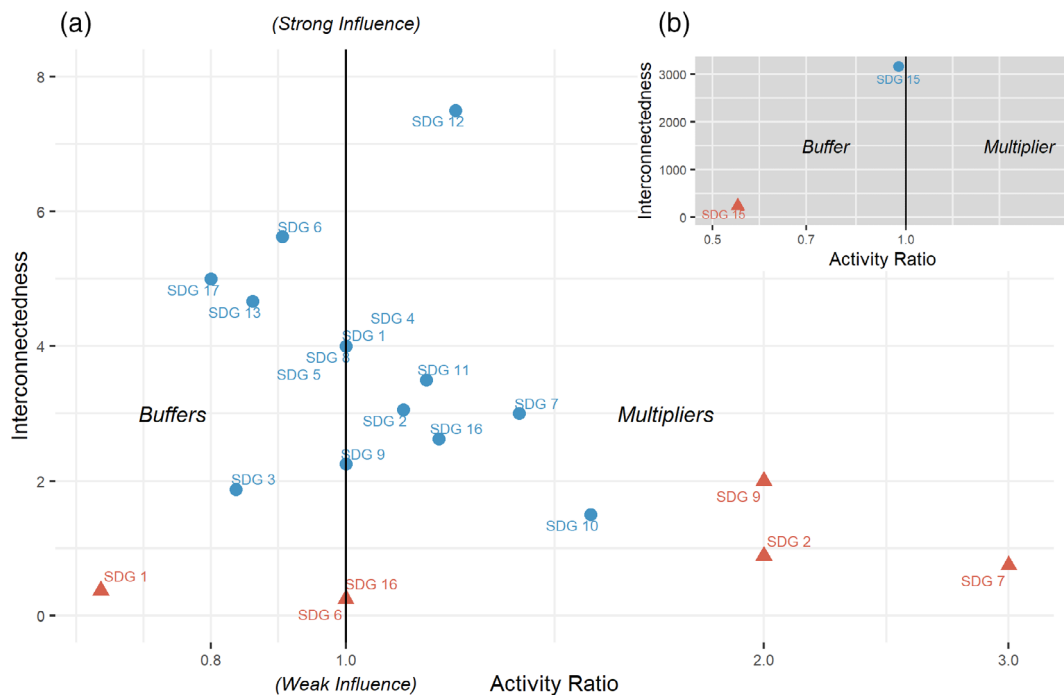 (a)
(Strong Influence)
(b)
Interconnectedness
8
6
4
2
0
SDG 12
SDG 6
SDG 17
SDG 13
SDG 4
SDG 1
SDG 8
SDG 5
SDG 11
SDG 7
SDG 2
SDG 16
Buffers
Multipliers
SDG 9
SDG 3
SDG 10
SDG 9
SDG 2
SDG 7
SDG 1
SDG 16
SDG 6
0.8
1.0
2.0
3.0
(Weak Influence)
Activity Ratio
Interconnectedness
3000
2000
1000
0
SDG 15
Buffer
Multiplier
SDG 15
0.5
0.7
1.0
Activity Ratio